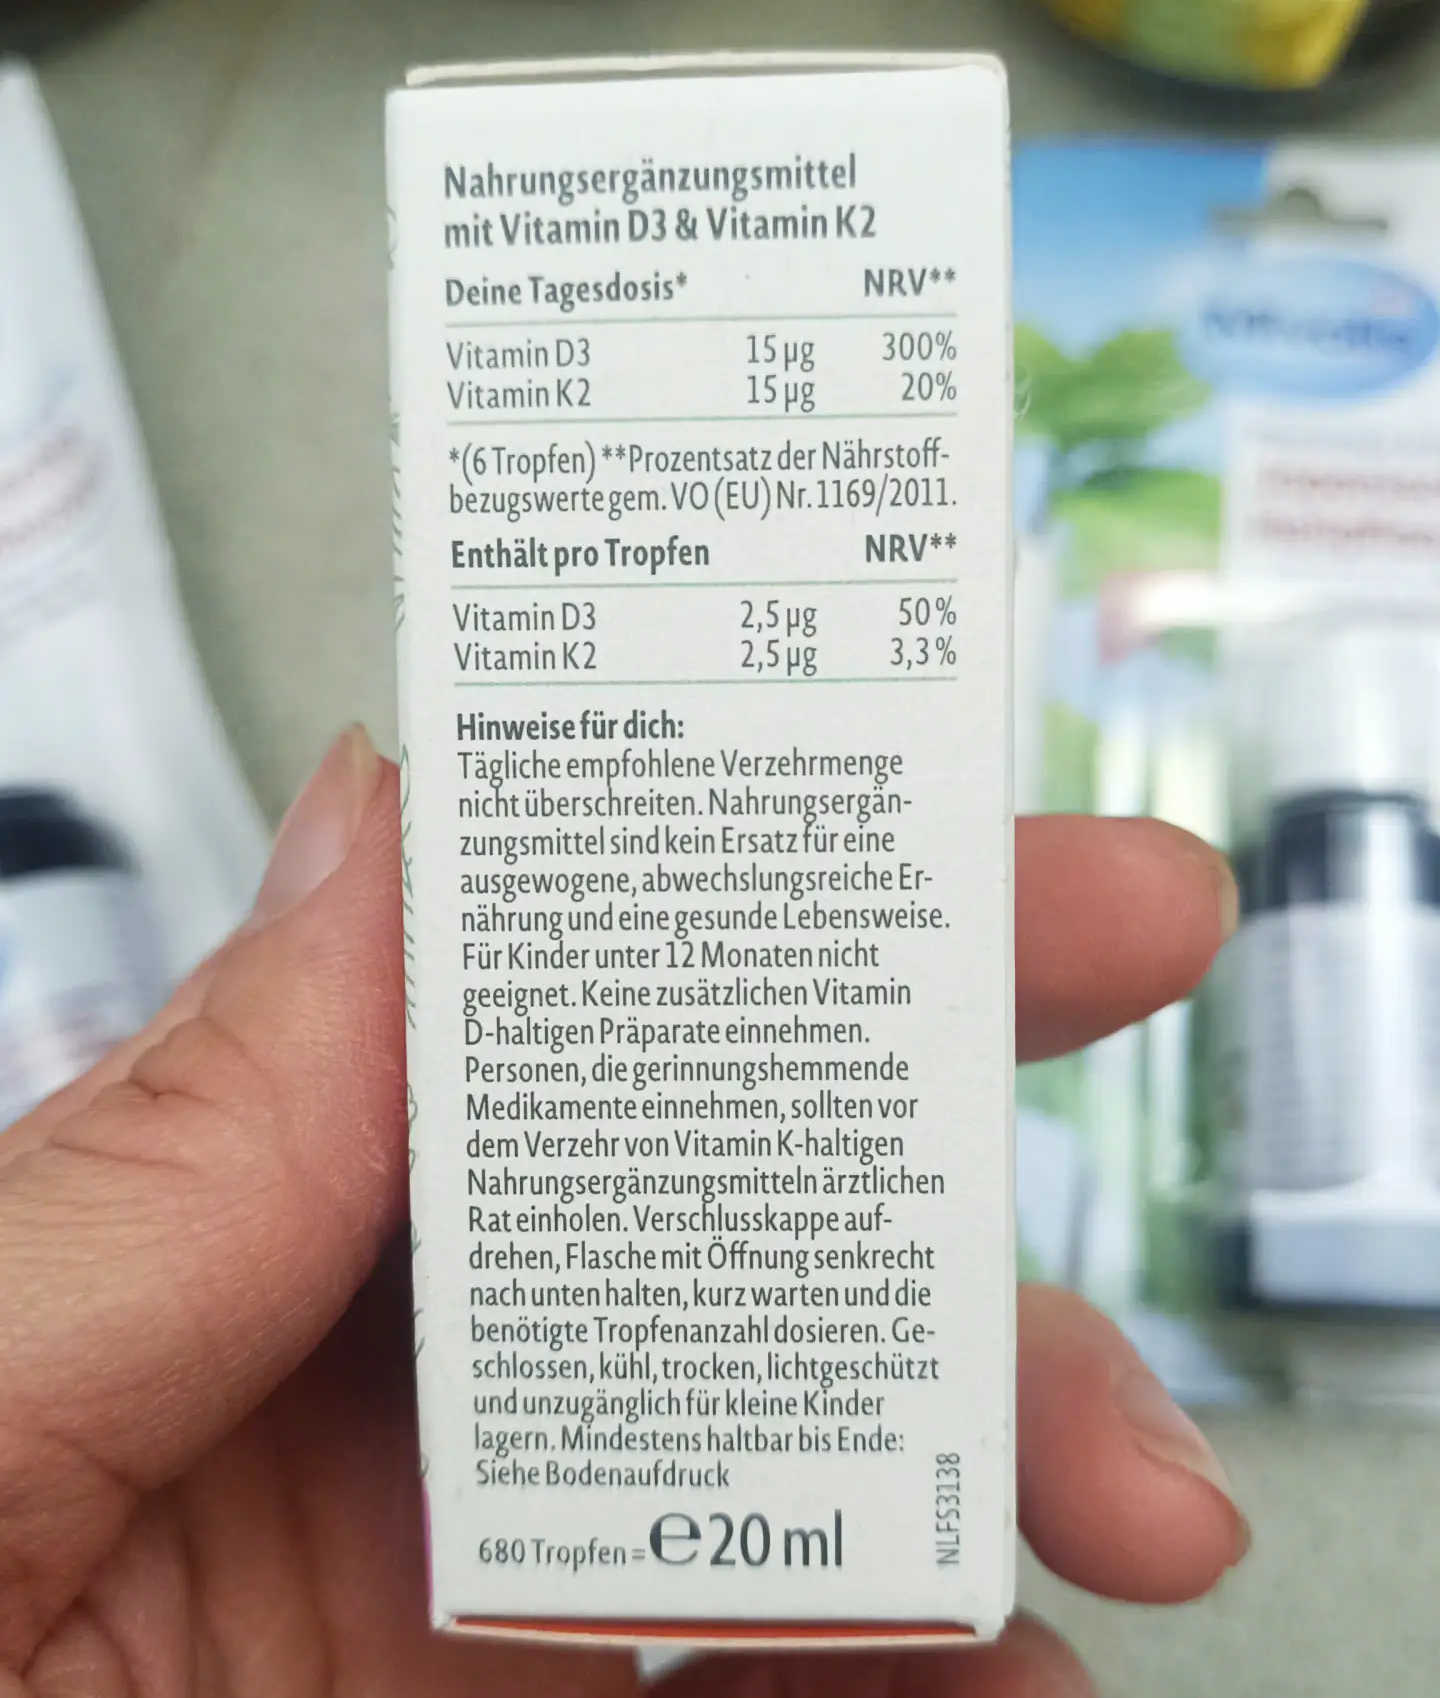 Nahrungsergänzungsmittel
mit Vitamin D3 & Vitamin K2
Deine Tagesdosis* NRV**
Vitamin D3 15 µg 300%
Vitamin K2 15 µg 20%
*(6 Tropfen) **Prozentsatz der Nährstoff-
bezugswerte gem. VO (EU) Nr. 1169/2011.
Enthält pro Tropfen NRV**
Vitamin D3 2,5 µg 50%
Vitamin K2 2,5 µg 3,3%
Hinweise für dich:
Tägliche empfohlene Verzehrmenge
nicht überschreiten. Nahrungsergän-
zungsmittel sind kein Ersatz für eine
ausgewogene, abwechslungsreiche Er-
nährung und eine gesunde Lebensweise.
Für Kinder unter 12 Monaten nicht
geeignet. Keine zusätzlichen Vitamin
D-haltigen Präparate einnehmen.
Personen, die gerinnungshemmende
Medikamente einnehmen, sollten vor
dem Verzehr von Vitamin K-haltigen
Nahrungsergänzungsmitteln ärztlichen
Rat einholen. Verschlusskappe auf-
drehen, Flasche mit Öffnung senkrecht
nach unten halten, kurz warten und die
benötigte Tropfenanzahl dosieren. Ge-
schlossen, kühl, trocken, lichtgeschützt
und unzugänglich für kleine Kinder
lagern. Mindestens haltbar bis Ende:
Siehe Bodenaufdruck
680 Tropfen = ℮ 20 ml
NLFS3138